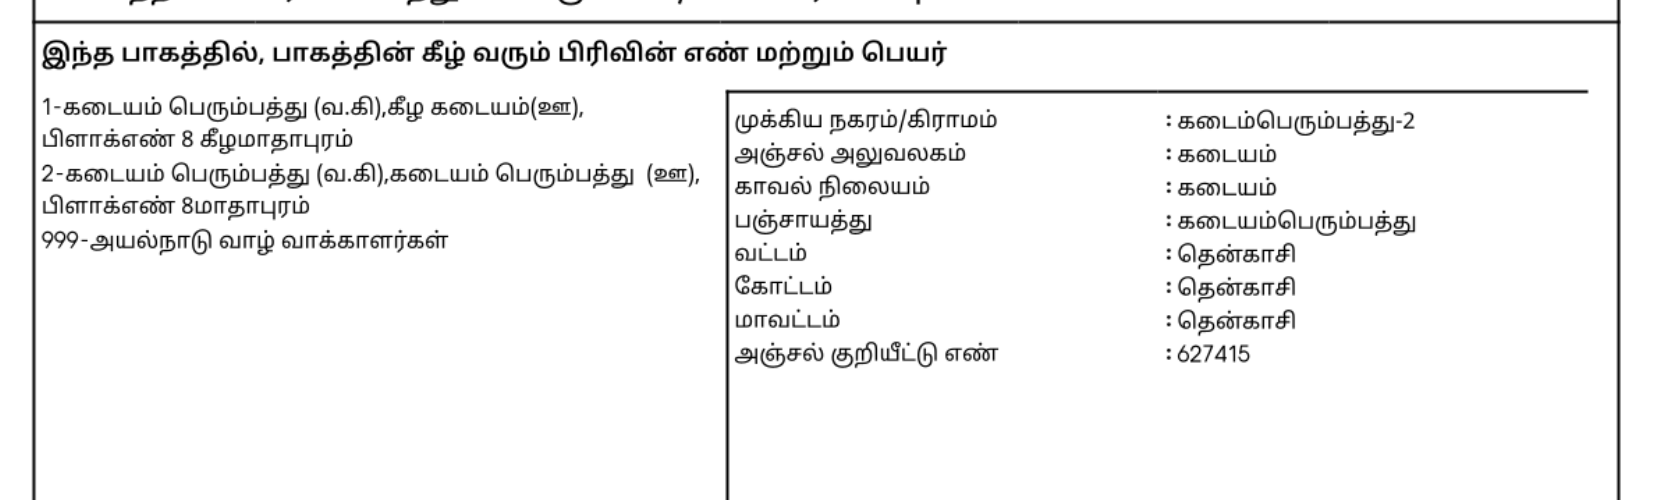 இந்த பாகத்தில், பாகத்தின் கீழ் வரும் பிரிவின் எண் மற்றும் பெயர்
1-கடையம் பெரும்பத்து (வ.கி),கீழ கடையம்(ஊ),
பிளாக்எண் 8 கீழமாதாபுரம்
2-கடையம் பெரும்பத்து (வ.கி),கடையம் பெரும்பத்து (ஊ),
பிளாக்எண் 8மாதாபுரம்
999-அயல்நாடு வாழ் வாக்காளர்கள்
முக்கிய நகரம்/கிராமம் : கடைம்பெரும்பத்து-2
அஞ்சல் அலுவலகம் : கடையம்
காவல் நிலையம் : கடையம்
பஞ்சாயத்து : கடையம்பெரும்பத்து
வட்டம் : தென்காசி
கோட்டம் : தென்காசி
மாவட்டம் : தென்காசி
அஞ்சல் குறியீட்டு எண் : 627415